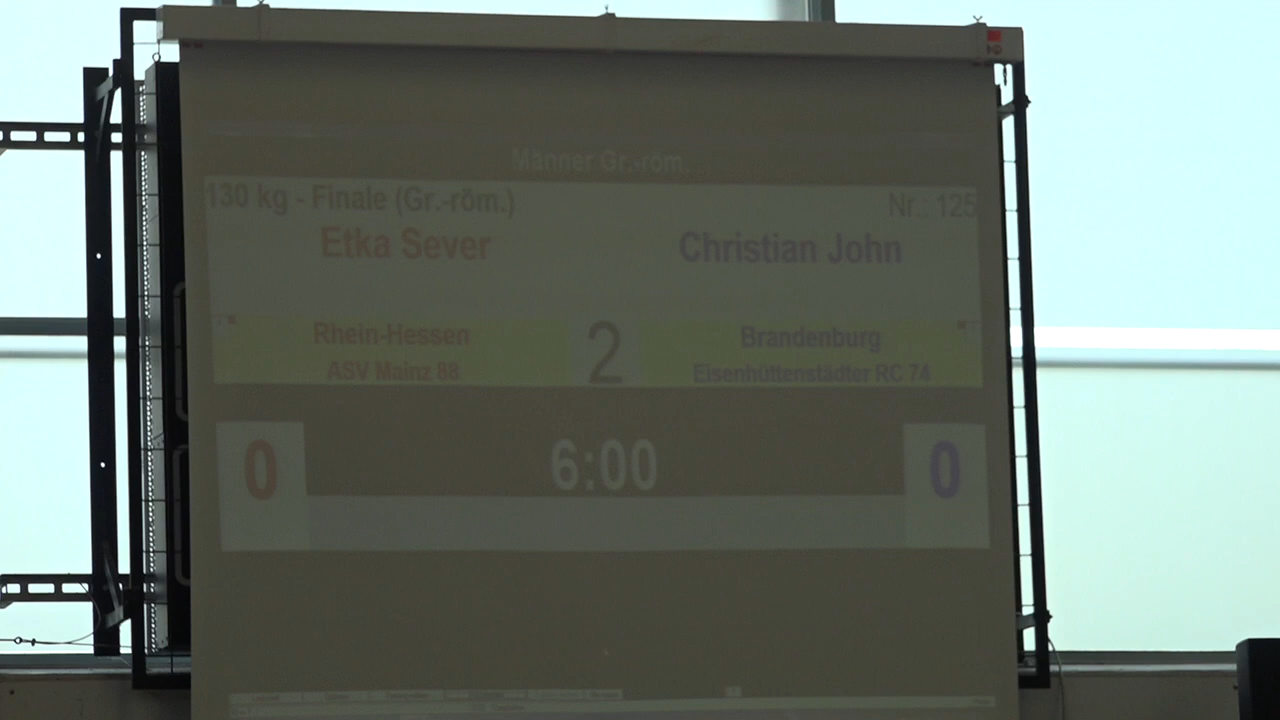 Männer Gr.-röm.
130 kg - Finale (Gr.-röm.)
Nr.: 125
Etka Sever
Christian John
Rhein-Hessen
2
Brandenburg
ASV Mainz 88
Eisenhüttenstädter RC 74
0
6:00
0